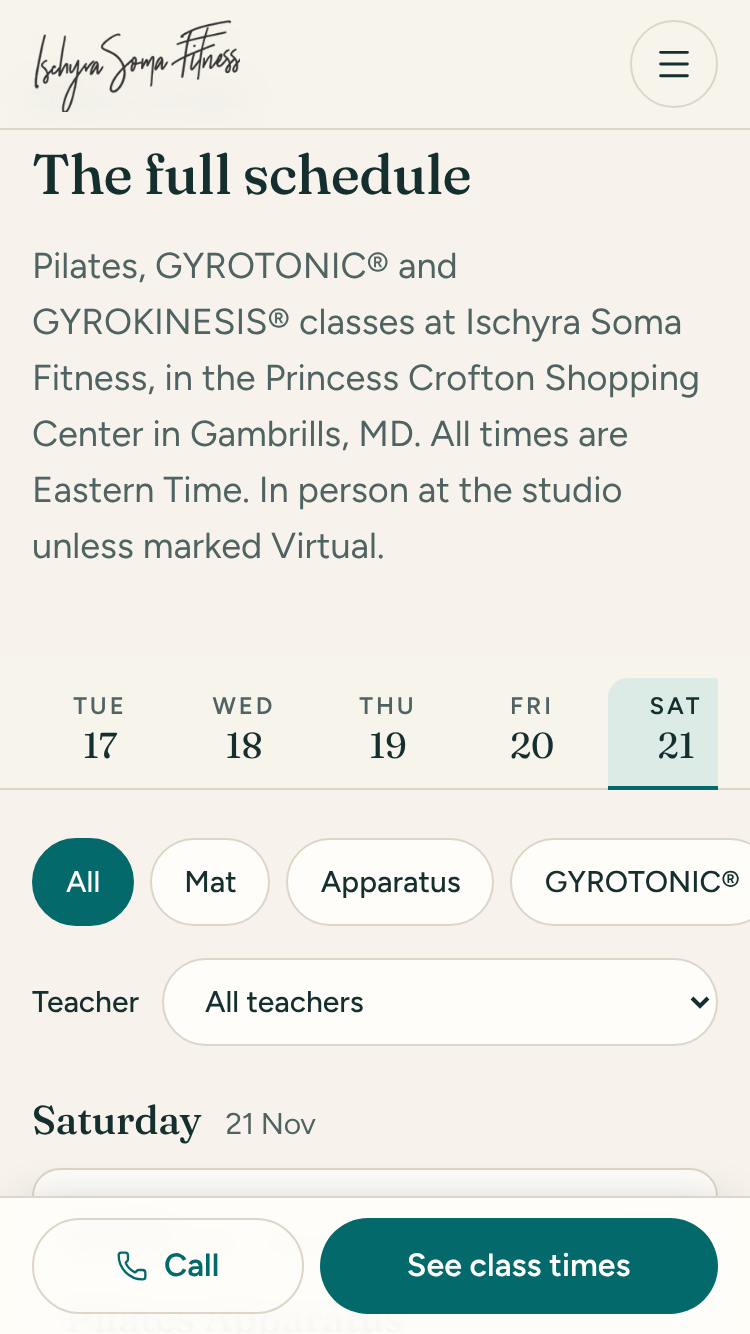 Ischyra Soma Fitness
The full schedule
Pilates, GYROTONIC® and
GYROKINESIS® classes at Ischyra Soma
Fitness, in the Princess Crofton Shopping
Center in Gambrills, MD. All times are
Eastern Time. In person at the studio
unless marked Virtual.
TUE WED THU FRI SAT
17 18 19 20 21
All Mat Apparatus GYROTONIC®
Teacher All teachers
Saturday 21 Nov
Call See class times
Pilates Apparatus